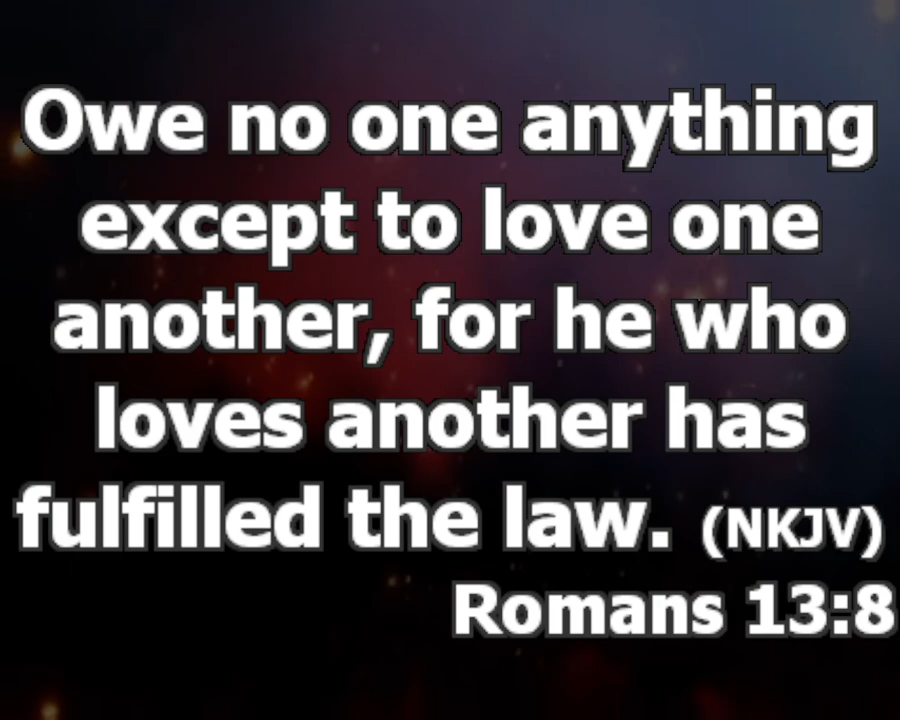 Owe no one anything
except to love one
another, for he who
loves another has
fulfilled the law. (NKJV)
Romans 13:8